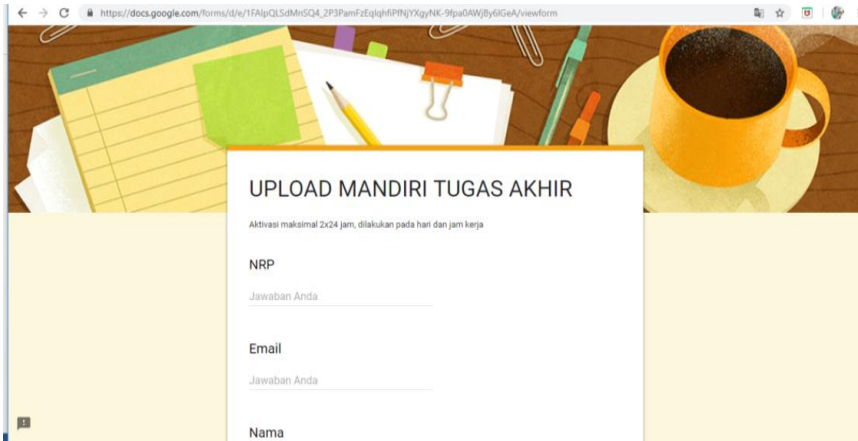 https://docs.google.com/forms/d/e/1FAIpQLSdMnSQ4_2P3PamFzEqlqhfiPfNjYXgyNK-9fpa0AWjBy6lGeA/viewform
UPLOAD MANDIRI TUGAS AKHIR
Aktivasi maksimal 2x24 jam, dilakukan pada hari dan jam kerja
NRP
Jawaban Anda
Email
Jawaban Anda
Nama